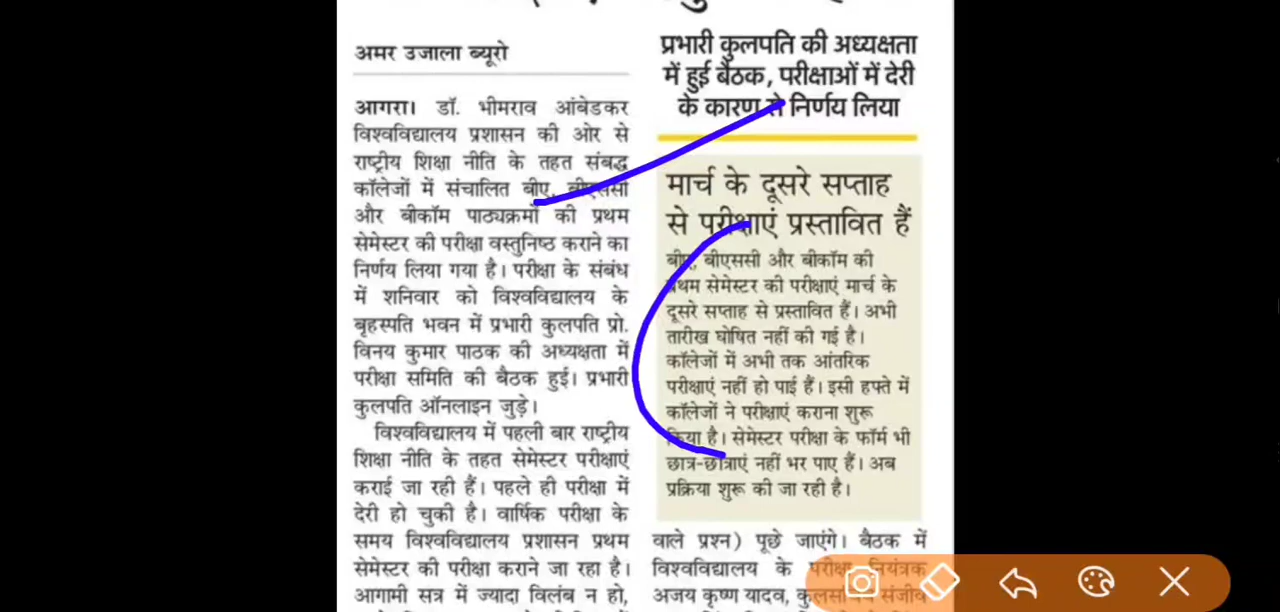 अमर उजाला ब्यूरो
आगरा। डॉ. भीमराव आंबेडकर
विश्वविद्यालय प्रशासन की ओर से
राष्ट्रीय शिक्षा नीति के तहत संबद्ध
कॉलेजों में संचालित बीए, बीएससी
और बीकॉम पाठ्यक्रमों की प्रथम
सेमेस्टर की परीक्षा वस्तुनिष्ठ कराने का
निर्णय लिया गया है। परीक्षा के संबंध
में शनिवार को विश्वविद्यालय के
बृहस्पति भवन में प्रभारी कुलपति प्रो.
विनय कुमार पाठक की अध्यक्षता में
परीक्षा समिति की बैठक हुई। प्रभारी
कुलपति ऑनलाइन जुड़े।
विश्वविद्यालय में पहली बार राष्ट्रीय
शिक्षा नीति के तहत सेमेस्टर परीक्षाएं
कराई जा रही हैं। पहले ही परीक्षा में
देरी हो चुकी है। वार्षिक परीक्षा के
समय विश्वविद्यालय प्रशासन प्रथम
सेमेस्टर की परीक्षा कराने जा रहा है।
आगामी सत्र में ज्यादा विलंब न हो,
प्रभारी कुलपति की अध्यक्षता
में हुई बैठक, परीक्षाओं में देरी
के कारण से निर्णय लिया
मार्च के दूसरे सप्ताह
से परीक्षाएं प्रस्तावित हैं
बीए, बीएससी और बीकॉम की
प्रथम सेमेस्टर की परीक्षाएं मार्च के
दूसरे सप्ताह से प्रस्तावित हैं। अभी
तारीख घोषित नहीं की गई है।
कॉलेजों में अभी तक आंतरिक
परीक्षाएं नहीं हो पाई हैं। इसी हफ्ते में
कॉलेजों ने परीक्षाएं कराना शुरू
किया है। सेमेस्टर परीक्षा के फॉर्म भी
छात्र-छात्राएं नहीं भर पाए हैं। अब
प्रक्रिया शुरू की जा रही है।
वाले प्रश्न) पूछे जाएंगे। बैठक में
विश्वविद्यालय के परीक्षा नियंत्रक
अजय कृष्ण यादव, कुलसचिव संजीव